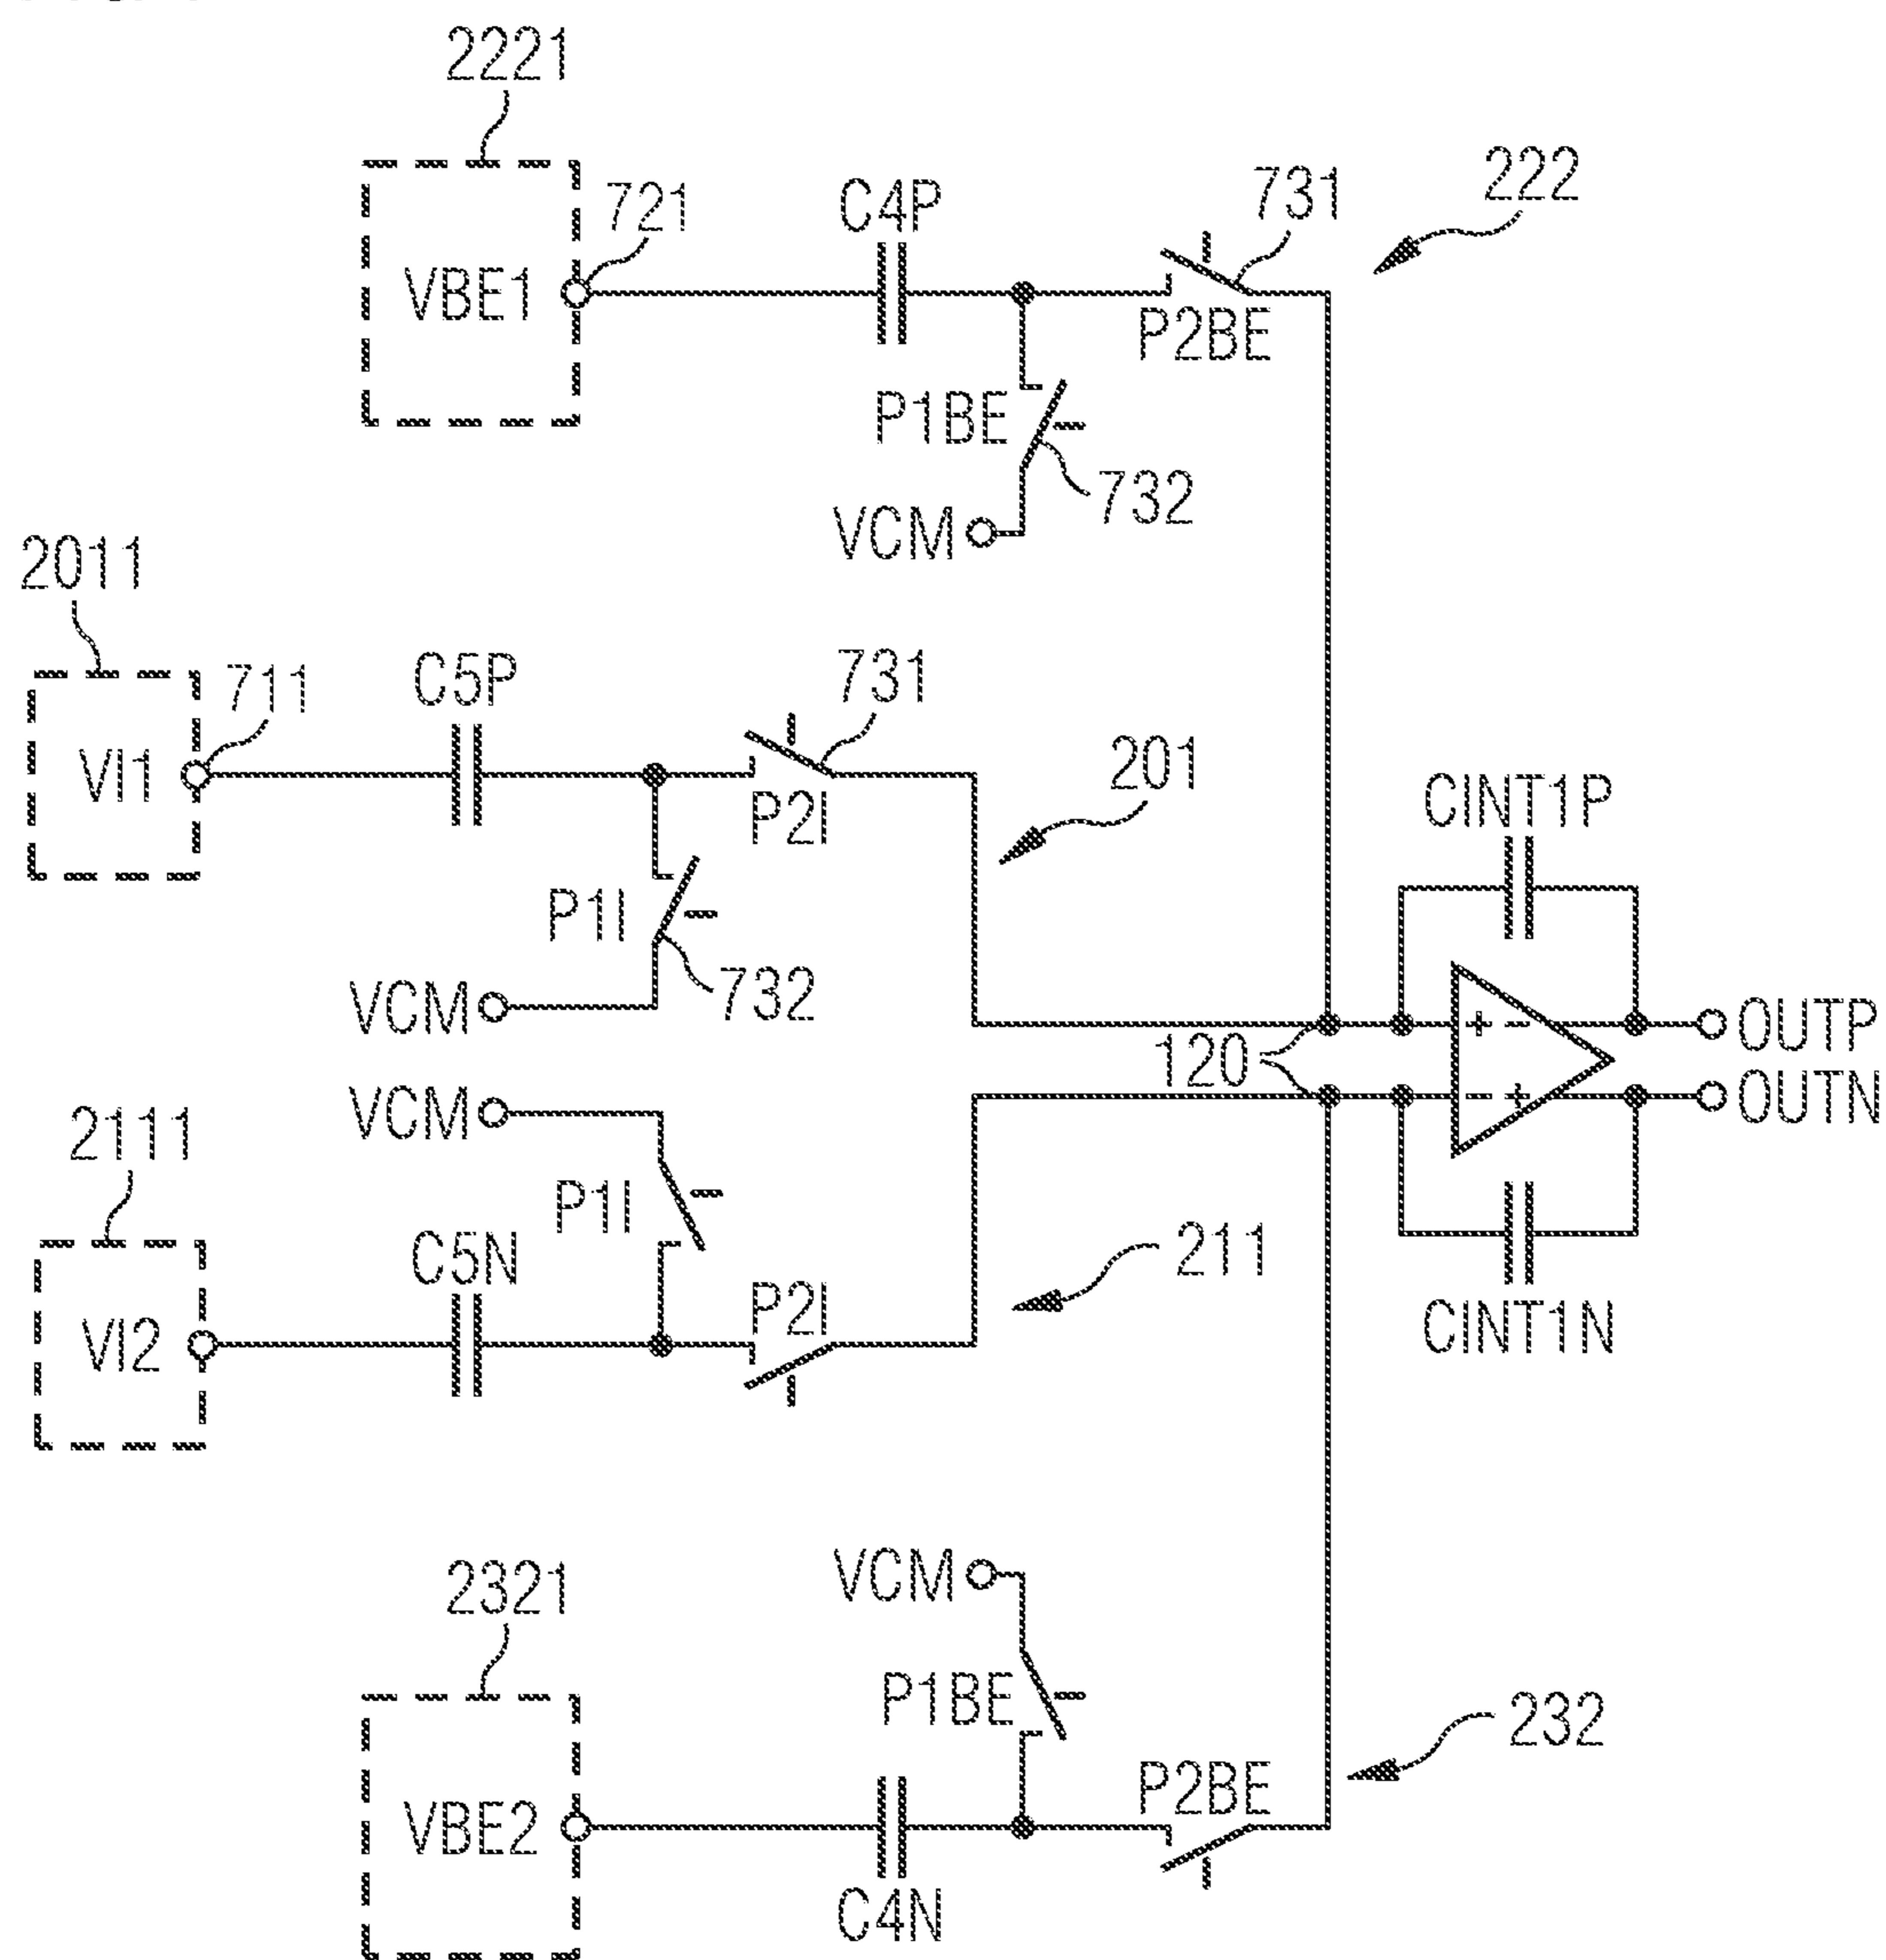 2221
721
C4P
731
222
VBE1
P2BE
P1BE
732
VCM
2011
711
C5P
731
201
VI1
P2I
CINT1P
P1I
732
VCM
+ -
OUTP
120
VCM
- +
OUTN
2111
P1I
211
C5N
P2I
VI2
CINT1N
2321
VCM
P1BE
232
P2BE
VBE2
C4N